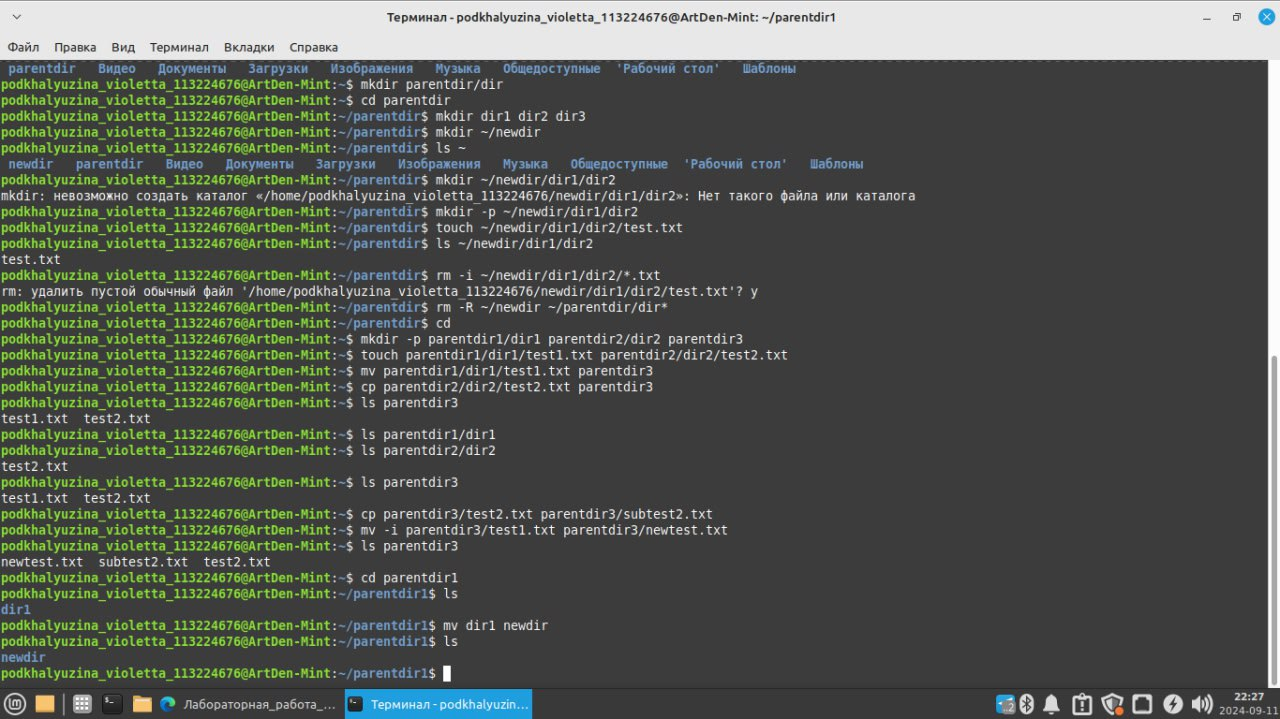 Терминал - podkhalyuzina_violetta_113224676@ArtDen-Mint: ~/parentdir1
Файл Правка Вид Терминал Вкладки Справка
parentdir Видео Документы Загрузки Изображения Музыка Общедоступные 'Рабочий стол' Шаблоны
podkhalyuzina_violetta_113224676@ArtDen-Mint:~$ mkdir parentdir/dir
podkhalyuzina_violetta_113224676@ArtDen-Mint:~$ cd parentdir
podkhalyuzina_violetta_113224676@ArtDen-Mint:~/parentdir$ mkdir dir1 dir2 dir3
podkhalyuzina_violetta_113224676@ArtDen-Mint:~/parentdir$ mkdir ~/newdir
podkhalyuzina_violetta_113224676@ArtDen-Mint:~/parentdir$ ls ~
newdir parentdir Видео Документы Загрузки Изображения Музыка Общедоступные 'Рабочий стол' Шаблоны
podkhalyuzina_violetta_113224676@ArtDen-Mint:~/parentdir$ mkdir ~/newdir/dir1/dir2
mkdir: невозможно создать каталог «/home/podkhalyuzina_violetta_113224676/newdir/dir1/dir2»: Нет такого файла или каталога
podkhalyuzina_violetta_113224676@ArtDen-Mint:~/parentdir$ mkdir -p ~/newdir/dir1/dir2
podkhalyuzina_violetta_113224676@ArtDen-Mint:~/parentdir$ touch ~/newdir/dir1/dir2/test.txt
podkhalyuzina_violetta_113224676@ArtDen-Mint:~/parentdir$ ls ~/newdir/dir1/dir2
test.txt
podkhalyuzina_violetta_113224676@ArtDen-Mint:~/parentdir$ rm -i ~/newdir/dir1/dir2/*.txt
rm: удалить пустой обычный файл '/home/podkhalyuzina_violetta_113224676/newdir/dir1/dir2/test.txt'? y
podkhalyuzina_violetta_113224676@ArtDen-Mint:~/parentdir$ rm -R ~/newdir ~/parentdir/dir*
podkhalyuzina_violetta_113224676@ArtDen-Mint:~/parentdir$ cd
podkhalyuzina_violetta_113224676@ArtDen-Mint:~$ mkdir -p parentdir1/dir1 parentdir2/dir2 parentdir3
podkhalyuzina_violetta_113224676@ArtDen-Mint:~$ touch parentdir1/dir1/test1.txt parentdir2/dir2/test2.txt
podkhalyuzina_violetta_113224676@ArtDen-Mint:~$ mv parentdir1/dir1/test1.txt parentdir3
podkhalyuzina_violetta_113224676@ArtDen-Mint:~$ cp parentdir2/dir2/test2.txt parentdir3
podkhalyuzina_violetta_113224676@ArtDen-Mint:~$ ls parentdir3
test1.txt test2.txt
podkhalyuzina_violetta_113224676@ArtDen-Mint:~$ ls parentdir1/dir1
podkhalyuzina_violetta_113224676@ArtDen-Mint:~$ ls parentdir2/dir2
test2.txt
podkhalyuzina_violetta_113224676@ArtDen-Mint:~$ ls parentdir3
test1.txt test2.txt
podkhalyuzina_violetta_113224676@ArtDen-Mint:~$ cp parentdir3/test2.txt parentdir3/subtest2.txt
podkhalyuzina_violetta_113224676@ArtDen-Mint:~$ mv -i parentdir3/test1.txt parentdir3/newtest.txt
podkhalyuzina_violetta_113224676@ArtDen-Mint:~$ ls parentdir3
newtest.txt subtest2.txt test2.txt
podkhalyuzina_violetta_113224676@ArtDen-Mint:~$ cd parentdir1
podkhalyuzina_violetta_113224676@ArtDen-Mint:~/parentdir1$ ls
dir1
podkhalyuzina_violetta_113224676@ArtDen-Mint:~/parentdir1$ mv dir1 newdir
podkhalyuzina_violetta_113224676@ArtDen-Mint:~/parentdir1$ ls
newdir
podkhalyuzina_violetta_113224676@ArtDen-Mint:~/parentdir1$
Лабораторная_работа_... Терминал - podkhalyuzin... 22:27
2024-09-11